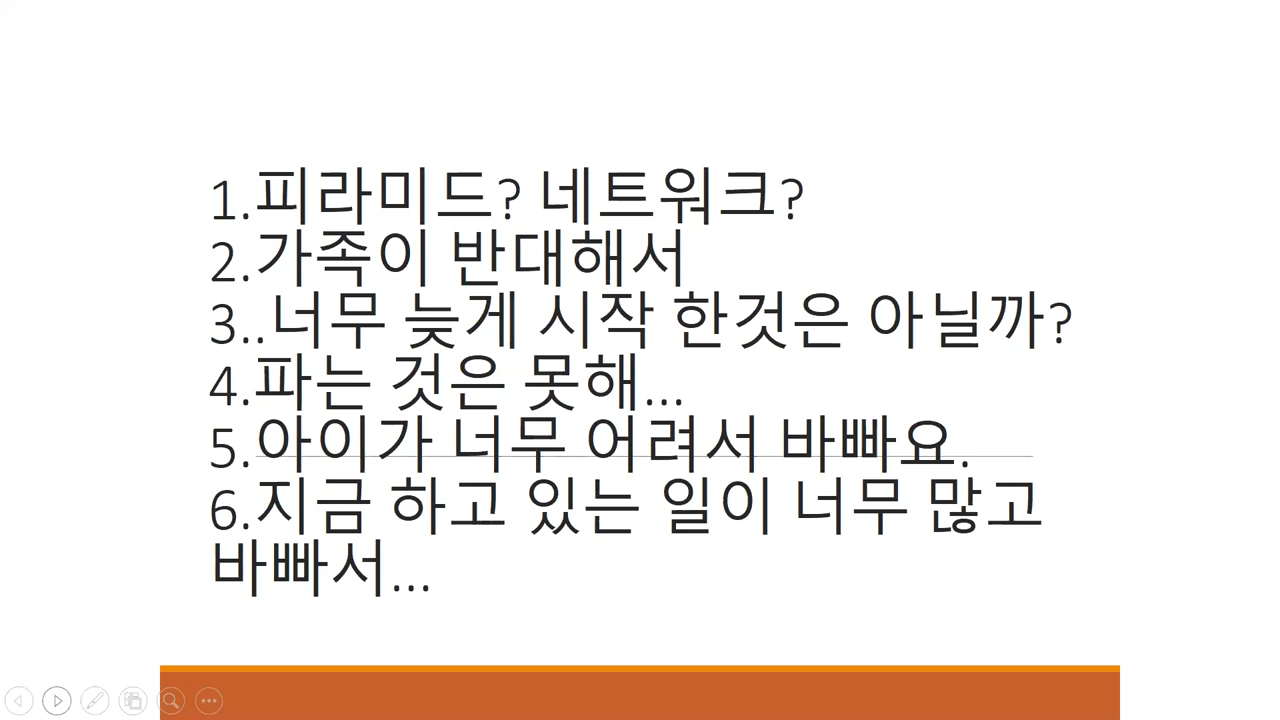 1.피라미드? 네트워크?
2.가족이 반대해서
3..너무 늦게 시작 한것은 아닐까?
4.파는 것은 못해...
5.아이가 너무 어려서 바빠요.
6.지금 하고 있는 일이 너무 많고
바빠서...